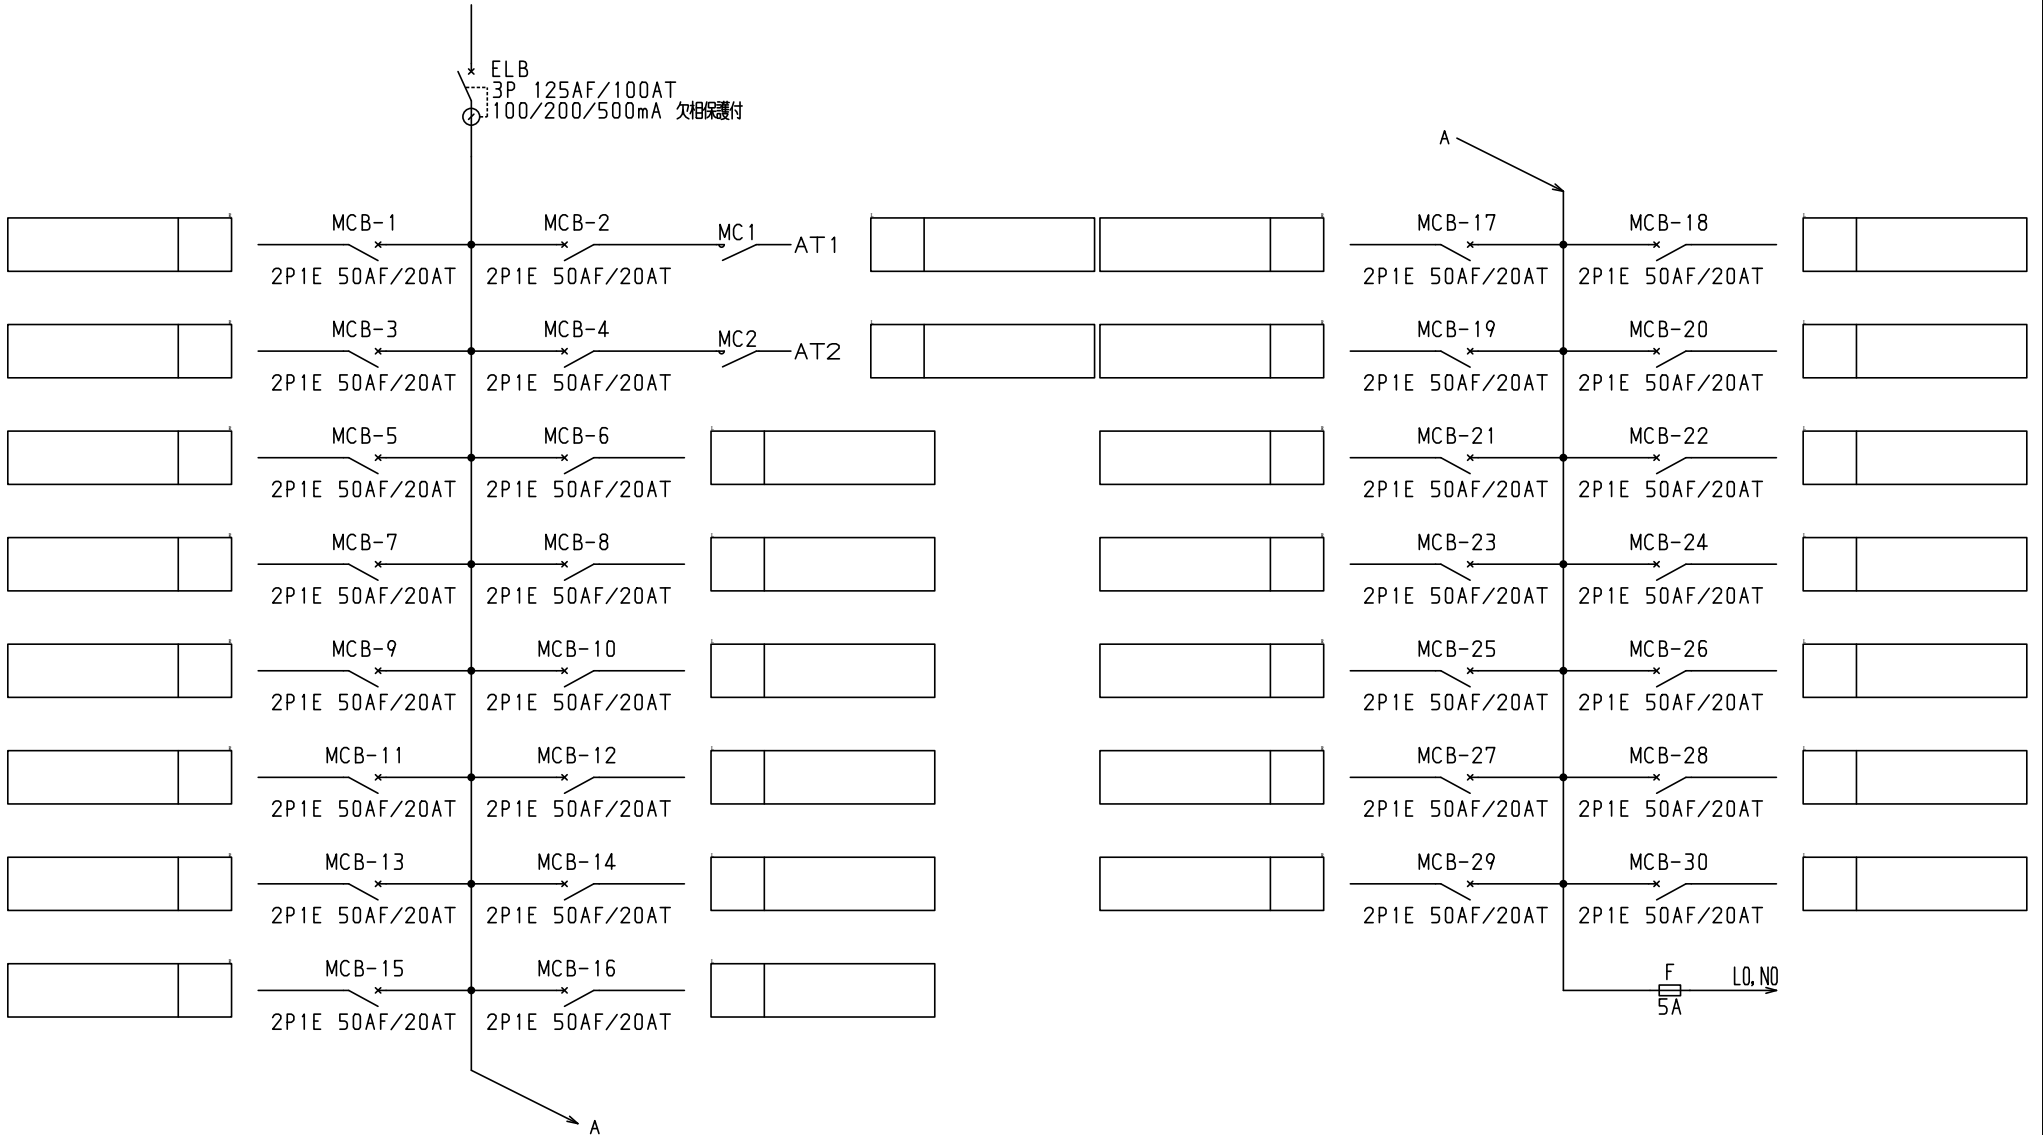 ELB
3P 125AF/100AT
100/200/500mA 欠相保護付
A
MCB-1 MCB-2 MC1 AT1
2P1E 50AF/20AT 2P1E 50AF/20AT
MCB-3 MCB-4 MC2 AT2
2P1E 50AF/20AT 2P1E 50AF/20AT
MCB-5 MCB-6
2P1E 50AF/20AT 2P1E 50AF/20AT
MCB-7 MCB-8
2P1E 50AF/20AT 2P1E 50AF/20AT
MCB-9 MCB-10
2P1E 50AF/20AT 2P1E 50AF/20AT
MCB-11 MCB-12
2P1E 50AF/20AT 2P1E 50AF/20AT
MCB-13 MCB-14
2P1E 50AF/20AT 2P1E 50AF/20AT
MCB-15 MCB-16
2P1E 50AF/20AT 2P1E 50AF/20AT
A
MCB-17 MCB-18
2P1E 50AF/20AT 2P1E 50AF/20AT
MCB-19 MCB-20
2P1E 50AF/20AT 2P1E 50AF/20AT
MCB-21 MCB-22
2P1E 50AF/20AT 2P1E 50AF/20AT
MCB-23 MCB-24
2P1E 50AF/20AT 2P1E 50AF/20AT
MCB-25 MCB-26
2P1E 50AF/20AT 2P1E 50AF/20AT
MCB-27 MCB-28
2P1E 50AF/20AT 2P1E 50AF/20AT
MCB-29 MCB-30
2P1E 50AF/20AT 2P1E 50AF/20AT
F L0,N0
5A